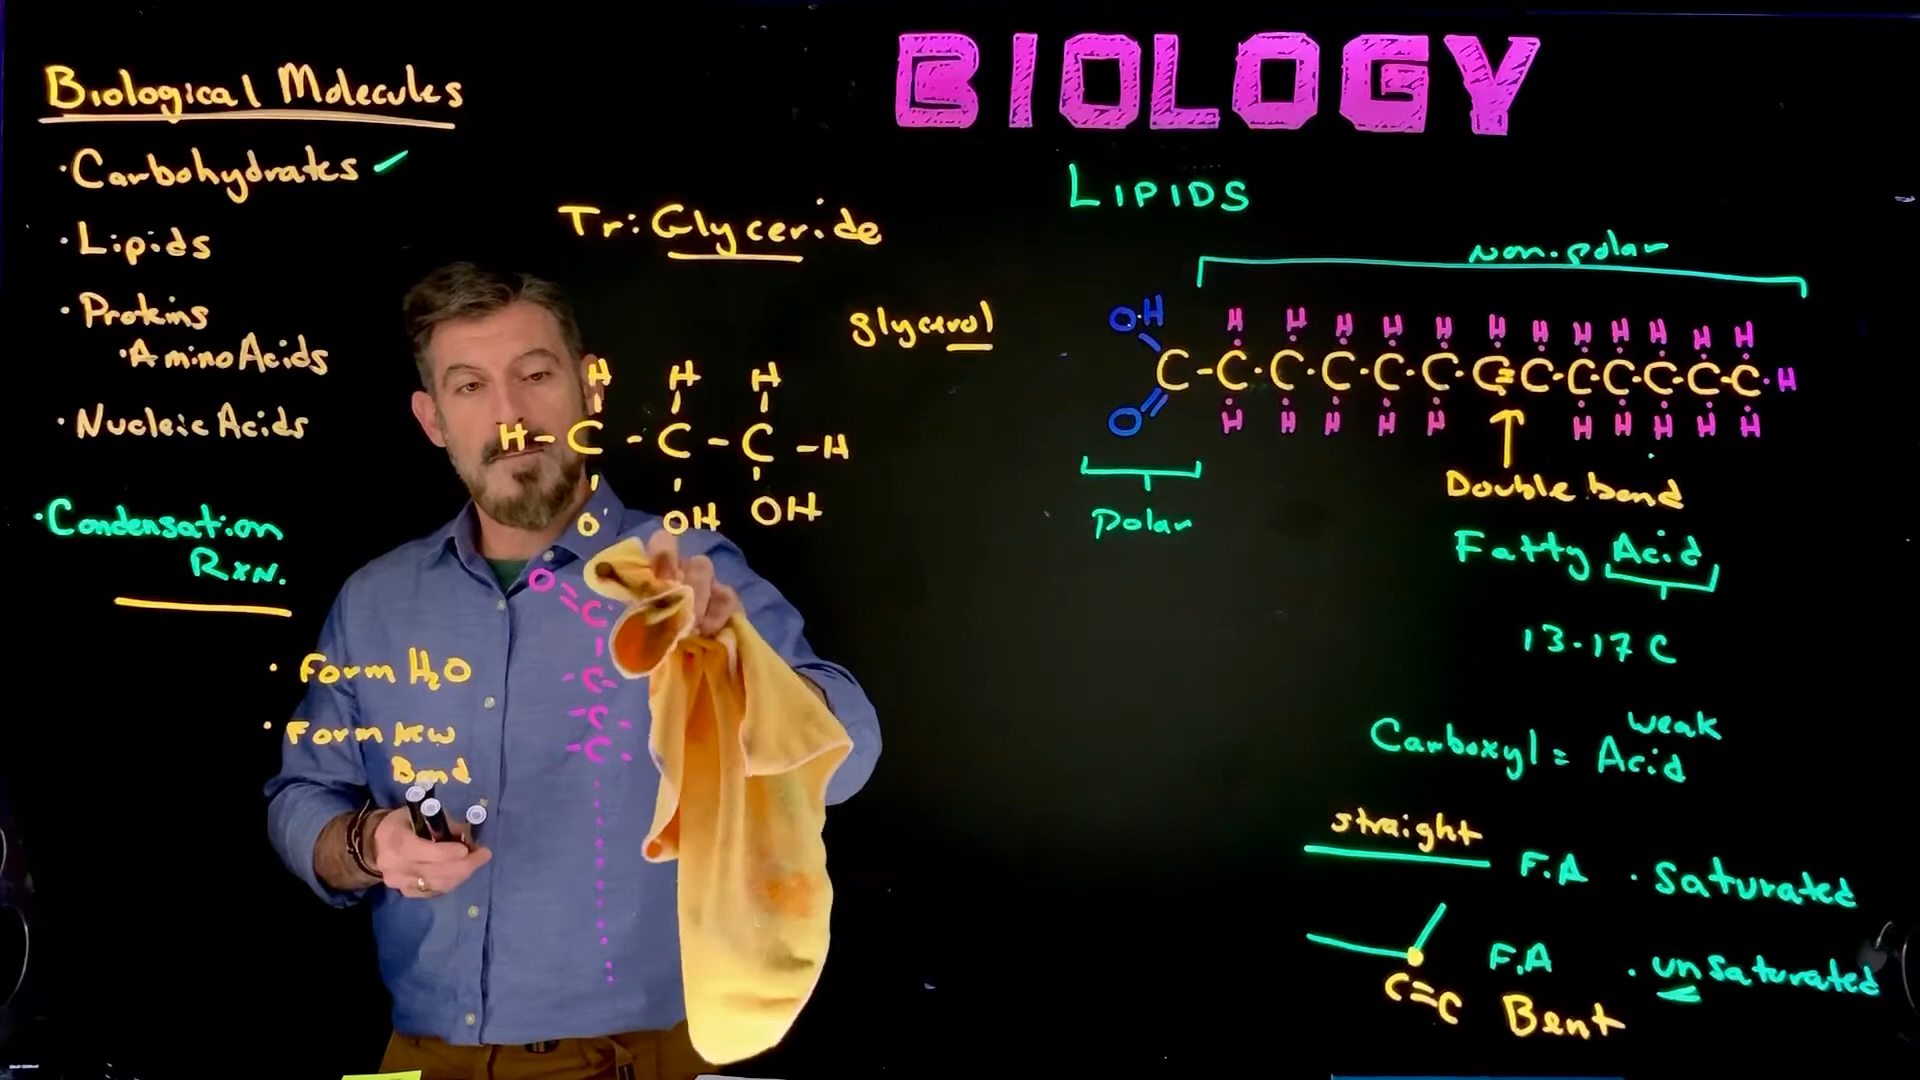 BIOLOGY
Biological Molecules
· Carbohydrates ✓
· Lipids
· Proteins
· Amino Acids
· Nucleic Acids
· Condensation
Rxn.
· Form H₂O
· Form New
Bond
TriGlyceride
glycerol
H H H
H - C - C - C - H
O OH OH
O = C
C
C
C
LIPIDS
Non-polar
OH H H H H H H H H H H H H
C - C · C · C · C · C · C = C · C · C · C · C - C · H
O H H H H H H H H H H
Polar
Double bond
Fatty Acid
13-17 C
weak
Carboxyl = Acid
straight
F.A · Saturated
F.A · unsaturated
C=C Bent